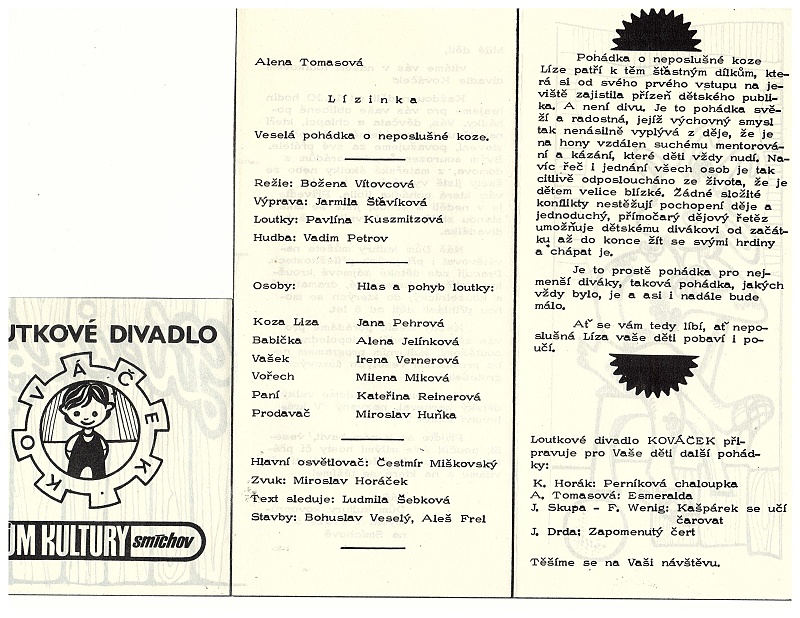 UTKOVÉ DIVADLO
KOVÁČEK
ŮM KULTURY smíchov
Alena Tomasová
Lízinka
Veselá pohádka o neposlušné koze.
Režie: Božena Vítovcová
Výprava: Jarmila Šťávíková
Loutky: Pavlína Kuszmitzová
Hudba: Vadim Petrov
Osoby: Hlas a pohyb loutky:
Koza Líza Jana Pehrová
Babička Alena Jelínková
Vašek Irena Vernerová
Vořech Milena Miková
Paní Kateřina Reinerová
Prodavač Miroslav Huňka
Hlavní osvětlovač: Čestmír Miškovský
Zvuk: Miroslav Horáček
Text sleduje: Ludmila Šebková
Stavby: Bohuslav Veselý, Aleš Frel
Pohádka o neposlušné koze
Líze patří k těm šťastným dílkům, kte-
rá si od svého prvého vstupu na je-
viště zajistila přízeň dětského publi-
ka. A není divu. Je to pohádka svě-
ží a radostná, jejíž výchovný smysl
tak nenásilně vyplývá z děje, že je
na hony vzdálen suchému mentorová-
ní a kázání, které děti vždy nudí. Na-
víc řeč i jednání všech osob je tak
citlivě odposloucháno ze života, že je
dětem velice blízké. Žádné složité
konflikty nestěžují pochopení děje a
jednoduchý, přímočarý dějový řetěz
umožňuje dětskému divákovi od začát-
ku až do konce žít se svými hrdiny
a chápat je.
Je to prostě pohádka pro nej-
menší diváky, taková pohádka, jakých
vždy bylo, je a asi i nadále bude
málo.
Ať se vám tedy líbí, ať nepo-
slušná Líza vaše děti pobaví i po-
učí.
Loutkové divadlo KOVÁČEK při-
pravuje pro Vaše děti další pohád-
ky:
K. Horák: Perníková chaloupka
A. Tomasová: Esmeralda
J. Skupa - F. Wenig: Kašpárek se učí
čarovat
J. Drda: Zapomenutý čert
Těšíme se na Vaši návštěvu.